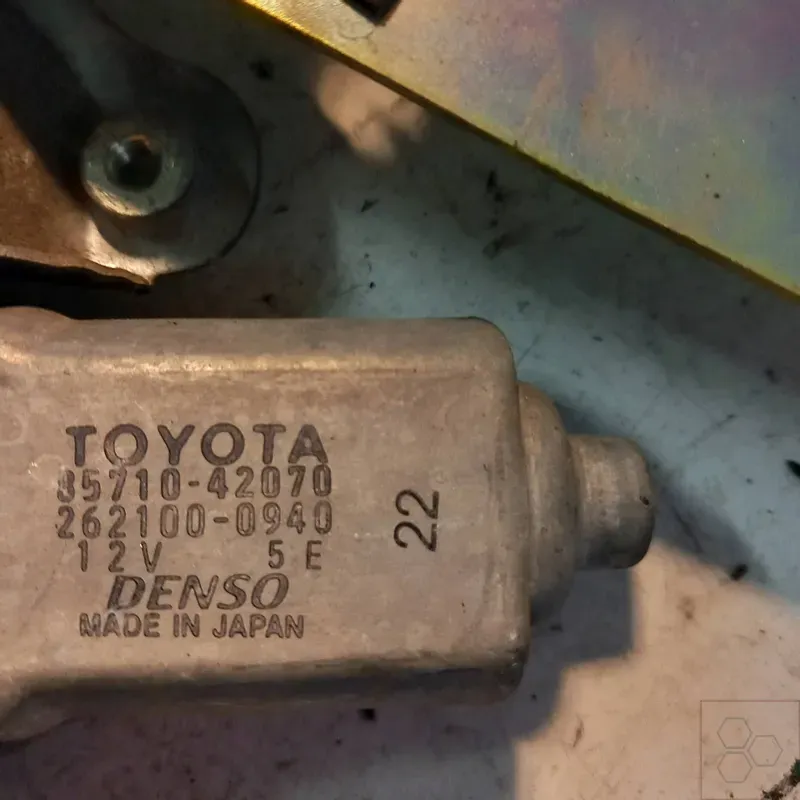 TOYOTA
85710-42070
262100-0940
12V 5E
DENSO
MADE IN JAPAN
22